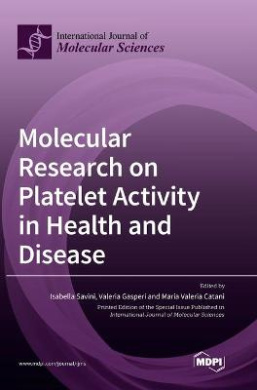 International Journal of
Molecular Sciences
Molecular
Research on
Platelet Activity
in Health and
Disease
Edited by
Isabella Savini, Valeria Gasperi and Maria Valeria Catani
Printed Edition of the Special Issue Published in
International Journal of Molecular Sciences
www.mdpi.com/journal/ijms
MDPI